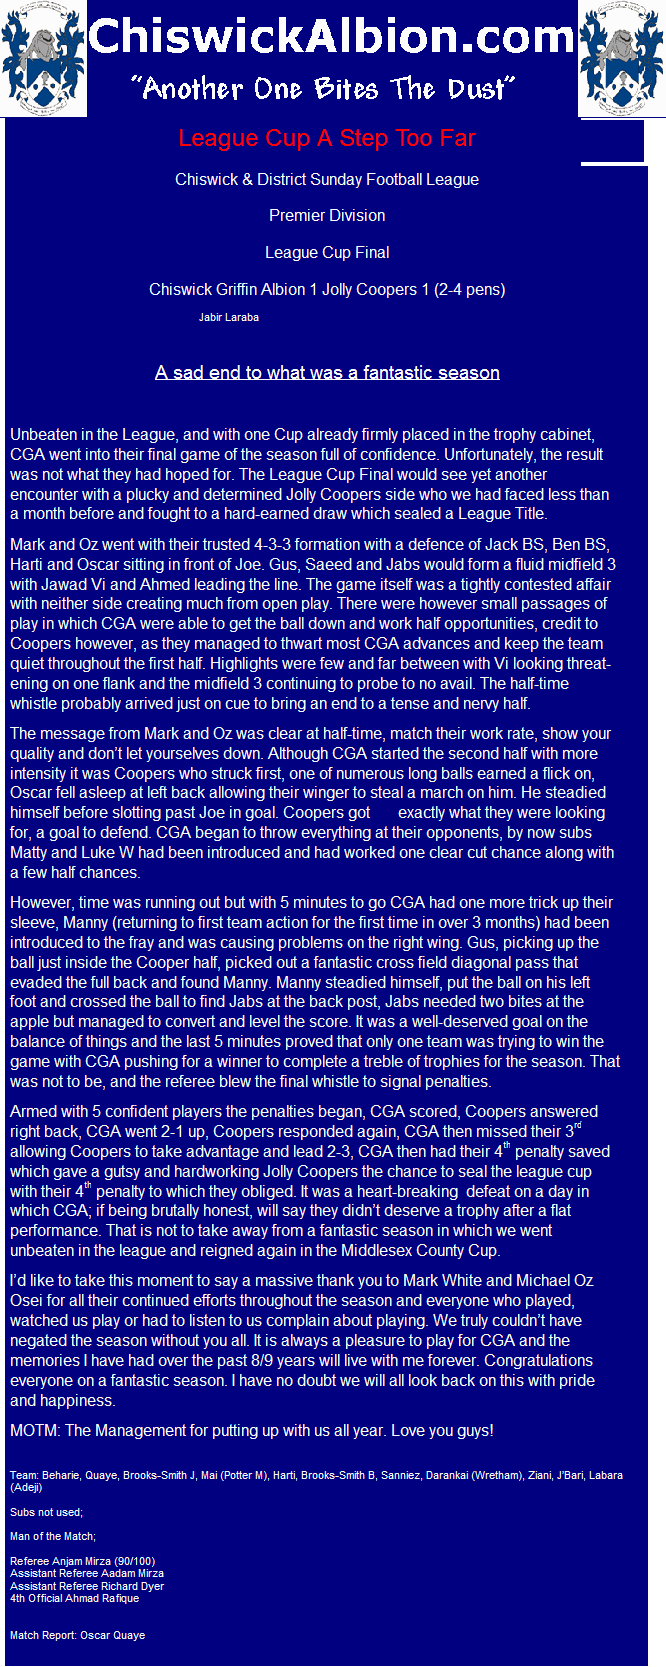 ChiswickAlbion.com
"Another One Bites The Dust"
League Cup A Step Too Far
Chiswick & District Sunday Football League
Premier Division
League Cup Final
Chiswick Griffin Albion 1 Jolly Coopers 1 (2-4 pens)
Jabir Laraba
A sad end to what was a fantastic season
Unbeaten in the League, and with one Cup already firmly placed in the trophy cabinet,
CGA went into their final game of the season full of confidence. Unfortunately, the result
was not what they had hoped for. The League Cup Final would see yet another
encounter with a plucky and determined Jolly Coopers side who we had faced less than
a month before and fought to a hard-earned draw which sealed a League Title.
Mark and Oz went with their trusted 4-3-3 formation with a defence of Jack BS, Ben BS,
Harti and Oscar sitting in front of Joe. Gus, Saeed and Jabs would form a fluid midfield 3
with Jawad Vi and Ahmed leading the line. The game itself was a tightly contested affair
with neither side creating much from open play. There were however small passages of
play in which CGA were able to get the ball down and work half opportunities, credit to
Coopers however, as they managed to thwart most CGA advances and keep the team
quiet throughout the first half. Highlights were few and far between with Vi looking threat-
ening on one flank and the midfield 3 continuing to probe to no avail. The half-time
whistle probably arrived just on cue to bring an end to a tense and nervy half.
The message from Mark and Oz was clear at half-time, match their work rate, show your
quality and don't let yourselves down. Although CGA started the second half with more
intensity it was Coopers who struck first, one of numerous long balls earned a flick on,
Oscar fell asleep at left back allowing their winger to steal a march on him. He steadied
himself before slotting past Joe in goal. Coopers got exactly what they were looking
for, a goal to defend. CGA began to throw everything at their opponents, by now subs
Matty and Luke W had been introduced and had worked one clear cut chance along with
a few half chances.
However, time was running out but with 5 minutes to go CGA had one more trick up their
sleeve, Manny (returning to first team action for the first time in over 3 months) had been
introduced to the fray and was causing problems on the right wing. Gus, picking up the
ball just inside the Cooper half, picked out a fantastic cross field diagonal pass that
evaded the full back and found Manny. Manny steadied himself, put the ball on his left
foot and crossed the ball to find Jabs at the back post, Jabs needed two bites at the
apple but managed to convert and level the score. It was a well-deserved goal on the
balance of things and the last 5 minutes proved that only one team was trying to win the
game with CGA pushing for a winner to complete a treble of trophies for the season. That
was not to be, and the referee blew the final whistle to signal penalties.
Armed with 5 confident players the penalties began, CGA scored, Coopers answered
right back, CGA went 2-1 up, Coopers responded again, CGA then missed their 3rd
allowing Coopers to take advantage and lead 2-3, CGA then had their 4th penalty saved
which gave a gutsy and hardworking Jolly Coopers the chance to seal the league cup
with their 4th penalty to which they obliged. It was a heart-breaking defeat on a day in
which CGA; if being brutally honest, will say they didn't deserve a trophy after a flat
performance. That is not to take away from a fantastic season in which we went
unbeaten in the league and reigned again in the Middlesex County Cup.
I'd like to take this moment to say a massive thank you to Mark White and Michael Oz
Osei for all their continued efforts throughout the season and everyone who played,
watched us play or had to listen to us complain about playing. We truly couldn't have
negated the season without you all. It is always a pleasure to play for CGA and the
memories I have had over the past 8/9 years will live with me forever. Congratulations
everyone on a fantastic season. I have no doubt we will all look back on this with pride
and happiness.
MOTM: The Management for putting up with us all year. Love you guys!
Team: Beharie, Quaye, Brooks-Smith J, Mai (Potter M), Harti, Brooks-Smith B, Sanniez, Darankai (Wretham), Ziani, J'Bari, Labara
(Adeji)
Subs not used;
Man of the Match;
Referee Anjam Mirza (90/100)
Assistant Referee Aadam Mirza
Assistant Referee Richard Dyer
4th Official Ahmad Rafique
Match Report: Oscar Quaye